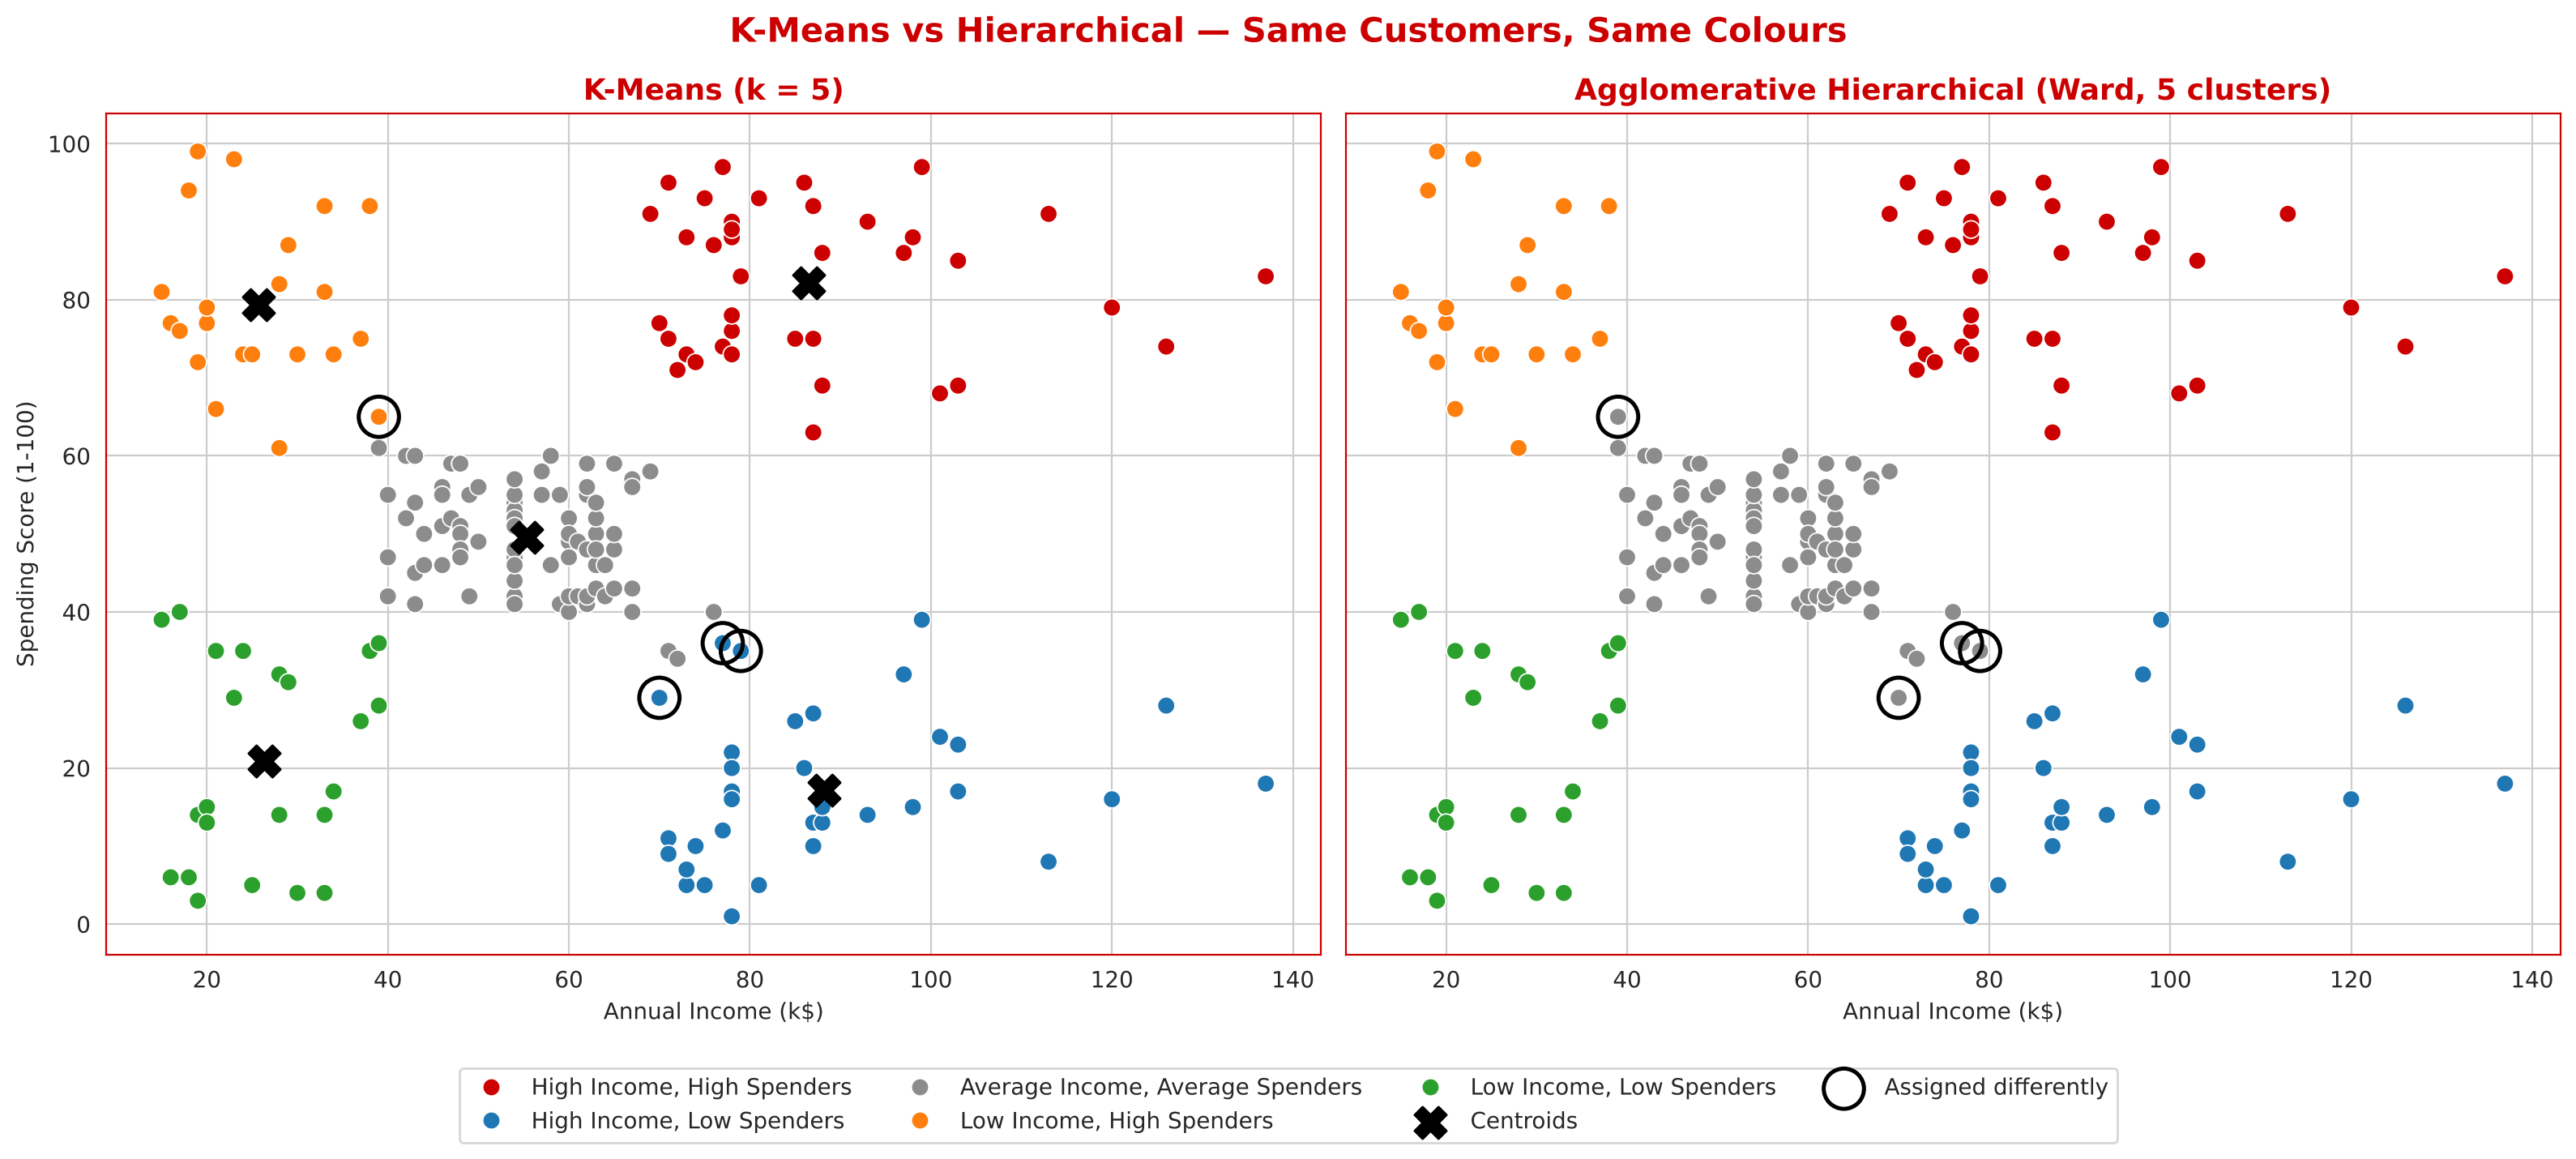 K-Means vs Hierarchical — Same Customers, Same Colours
K-Means (k = 5)
Spending Score (1-100)
100
80
60
40
20
0
20 40 60 80 100 120 140
Annual Income (k$)
Agglomerative Hierarchical (Ward, 5 clusters)
20 40 60 80 100 120 140
Annual Income (k$)
High Income, High Spenders
High Income, Low Spenders
Average Income, Average Spenders
Low Income, High Spenders
Low Income, Low Spenders
Centroids
Assigned differently